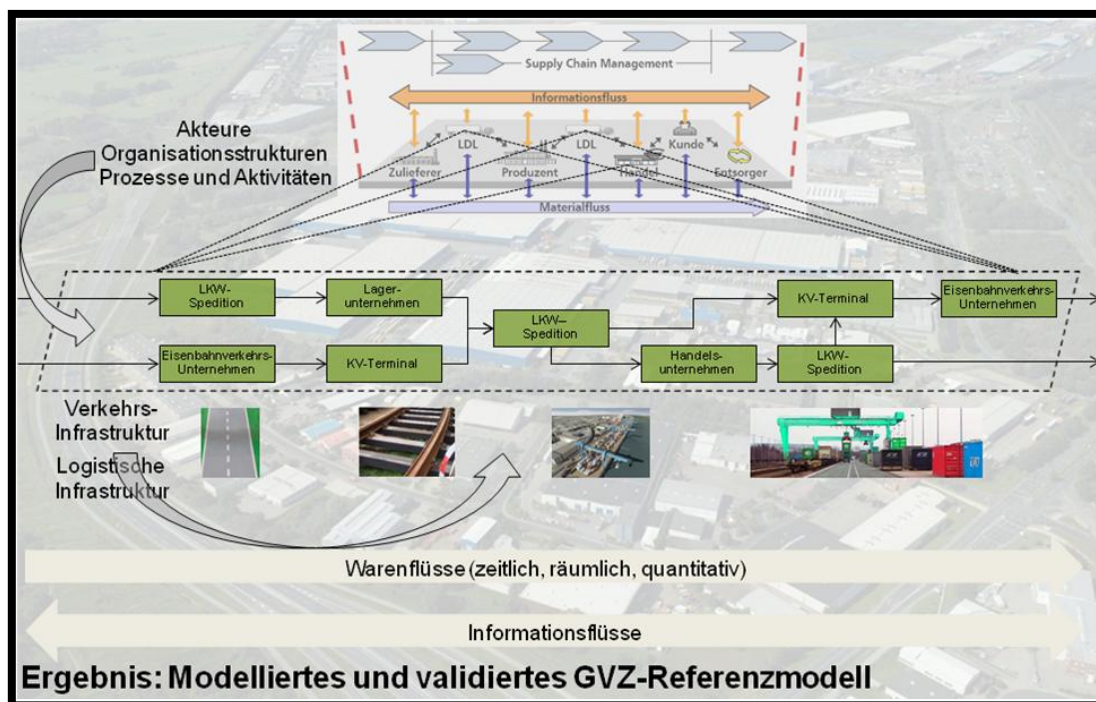 Supply Chain Management
Informationsfluss
LDL
LDL
Kunde
Zulieferer
Produzent
Handel
Entsorger
Materialfluss
Akteure
Organisationsstrukturen
Prozesse und Aktivitäten
LKW-
Spedition
Lager-
unternehmen
LKW–
Spedition
KV-Terminal
Eisenbahnverkehrs-
Unternehmen
Eisenbahnverkehrs-
Unternehmen
KV-Terminal
Handels-
unternehmen
LKW-
Spedition
Verkehrs-
Infrastruktur
Logistische
Infrastruktur
Warenflüsse (zeitlich, räumlich, quantitativ)
Informationsflüsse
Ergebnis: Modelliertes und validiertes GVZ-Referenzmodell